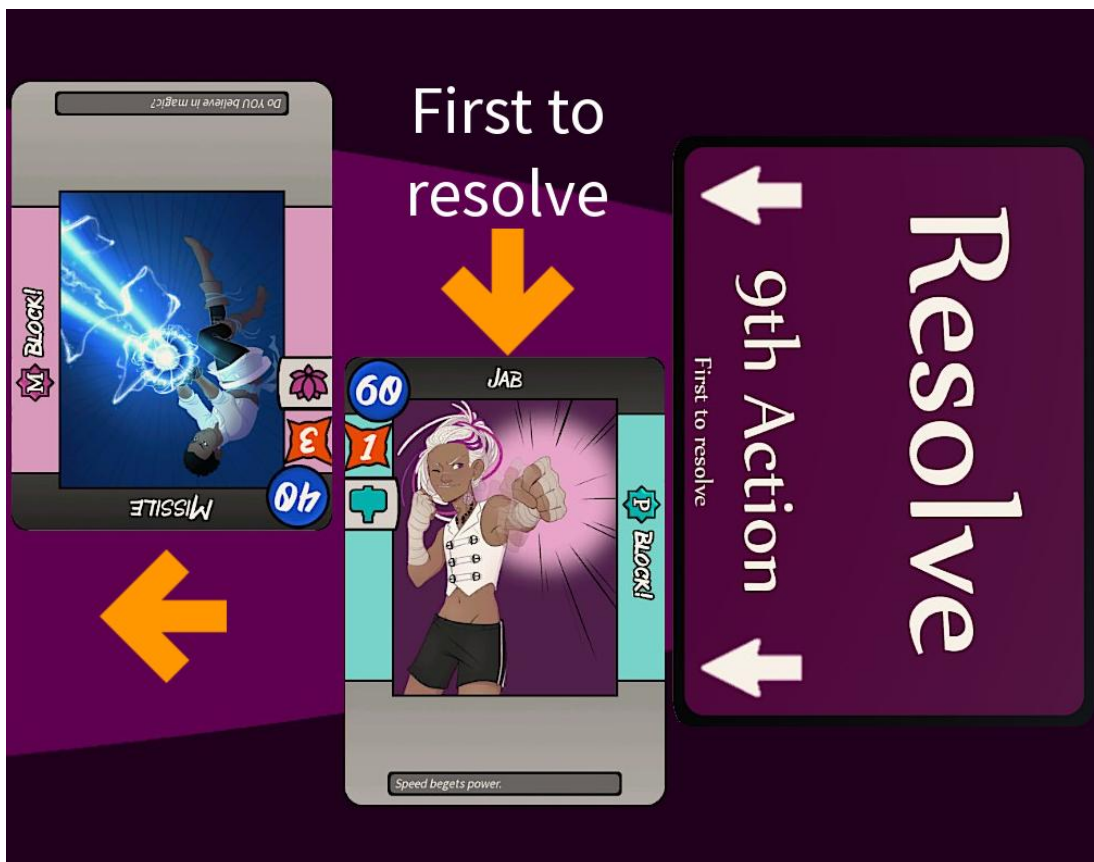 Do YOU believe in magic?
M BLOCK!
3
40
MISSILE
First to
resolve
60
JAB
1
P BLOCK!
Speed begets power.
Resolve
9th Action
First to resolve